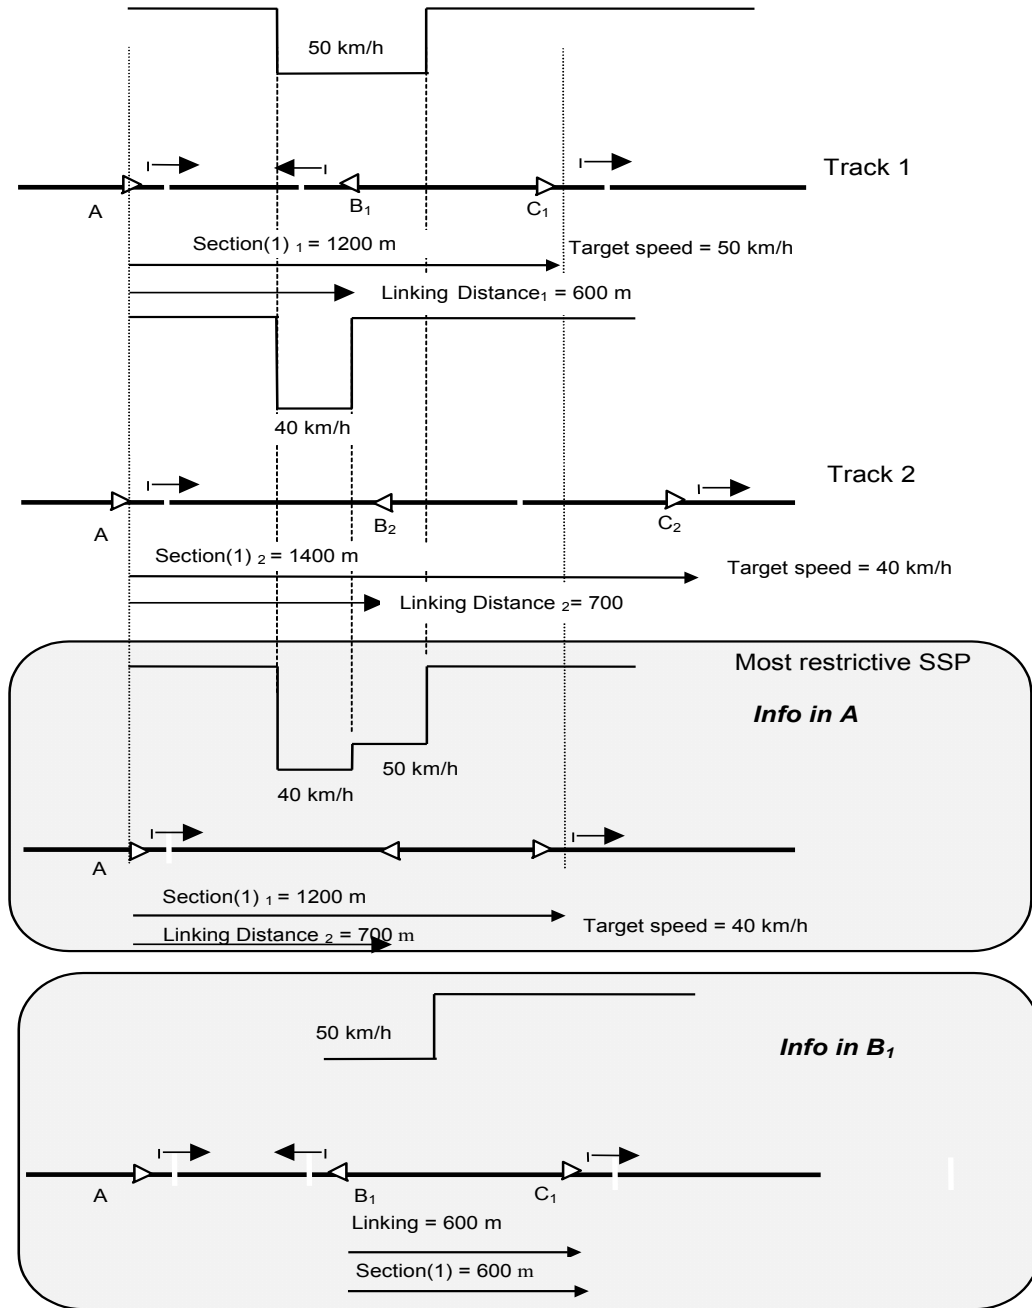 50 km/h
Track 1
A
B₁
C₁
Section(1) ₁ = 1200 m
Target speed = 50 km/h
Linking Distance₁ = 600 m
40 km/h
Track 2
A
B₂
C₂
Section(1) ₂ = 1400 m
Target speed = 40 km/h
Linking Distance ₂= 700
Most restrictive SSP
Info in A
50 km/h
40 km/h
A
Section(1) ₁ = 1200 m
Target speed = 40 km/h
Linking Distance ₂ = 700 m
50 km/h
Info in B₁
A
B₁
C₁
Linking = 600 m
Section(1) = 600 m